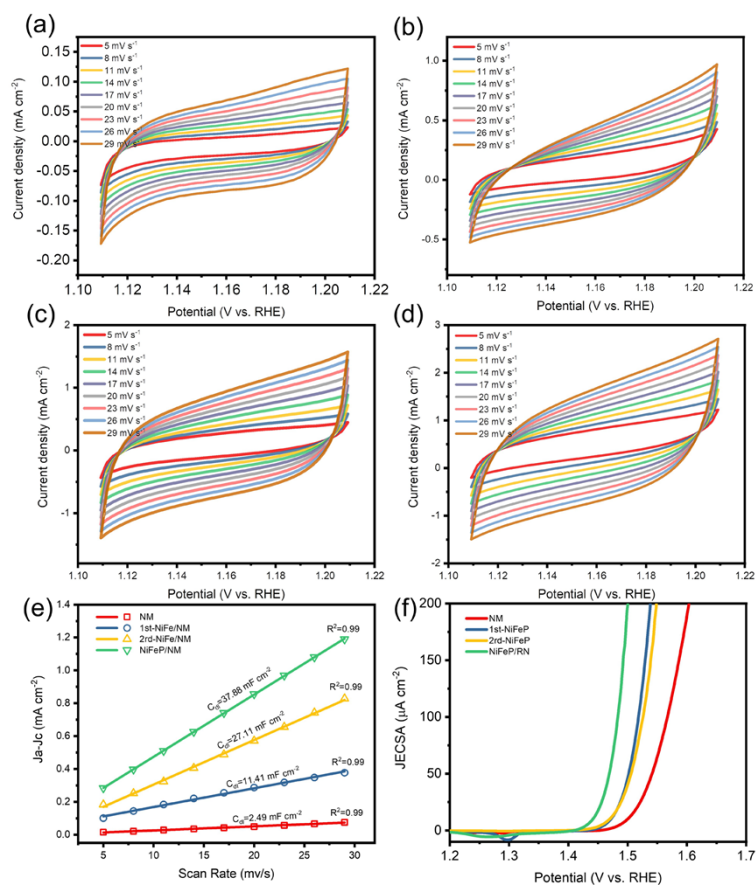 (a)
0.15
0.10
0.05
0.00
-0.05
-0.10
-0.15
-0.20
Current density (mA cm⁻²)
5 mV s⁻¹
8 mV s⁻¹
11 mV s⁻¹
14 mV s⁻¹
17 mV s⁻¹
20 mV s⁻¹
23 mV s⁻¹
26 mV s⁻¹
29 mV s⁻¹
1.10 1.12 1.14 1.16 1.18 1.20 1.22
Potential (V vs. RHE)
(b)
1.0
0.5
0.0
-0.5
Current density (mA cm⁻²)
5 mV s⁻¹
8 mV s⁻¹
11 mV s⁻¹
14 mV s⁻¹
17 mV s⁻¹
20 mV s⁻¹
23 mV s⁻¹
26 mV s⁻¹
29 mV s⁻¹
1.10 1.12 1.14 1.16 1.18 1.20 1.22
Potential (V vs. RHE)
(c)
2
1
0
-1
Current density (mA cm⁻²)
5 mV s⁻¹
8 mV s⁻¹
11 mV s⁻¹
14 mV s⁻¹
17 mV s⁻¹
20 mV s⁻¹
23 mV s⁻¹
26 mV s⁻¹
29 mV s⁻¹
1.10 1.12 1.14 1.16 1.18 1.20 1.22
Potential (V vs. RHE)
(d)
3
2
1
0
-1
-2
Current density (mA cm⁻²)
5 mV s⁻¹
8 mV s⁻¹
11 mV s⁻¹
14 mV s⁻¹
17 mV s⁻¹
20 mV s⁻¹
23 mV s⁻¹
26 mV s⁻¹
29 mV s⁻¹
1.10 1.12 1.14 1.16 1.18 1.20 1.22
Potential (V vs. RHE)
(e)
1.4
1.2
1.0
0.8
0.6
0.4
0.2
0.0
Ja-Jc (mA cm⁻²)
NM
1st-NiFe/NM
2rd-NiFe/NM
NiFeP/NM
R²=0.99
Cdl=37.88 mF cm⁻²
R²=0.99
Cdl=27.11 mF cm⁻²
R²=0.99
Cdl=11.41 mF cm⁻²
R²=0.99
Cdl=2.49 mF cm⁻²
5 10 15 20 25 30
Scan Rate (mv/s)
(f)
200
150
100
50
0
JECSA (μA cm⁻²)
NM
1st-NiFeP
2rd-NiFeP
NiFeP/RN
1.2 1.3 1.4 1.5 1.6 1.7
Potential (V vs. RHE)